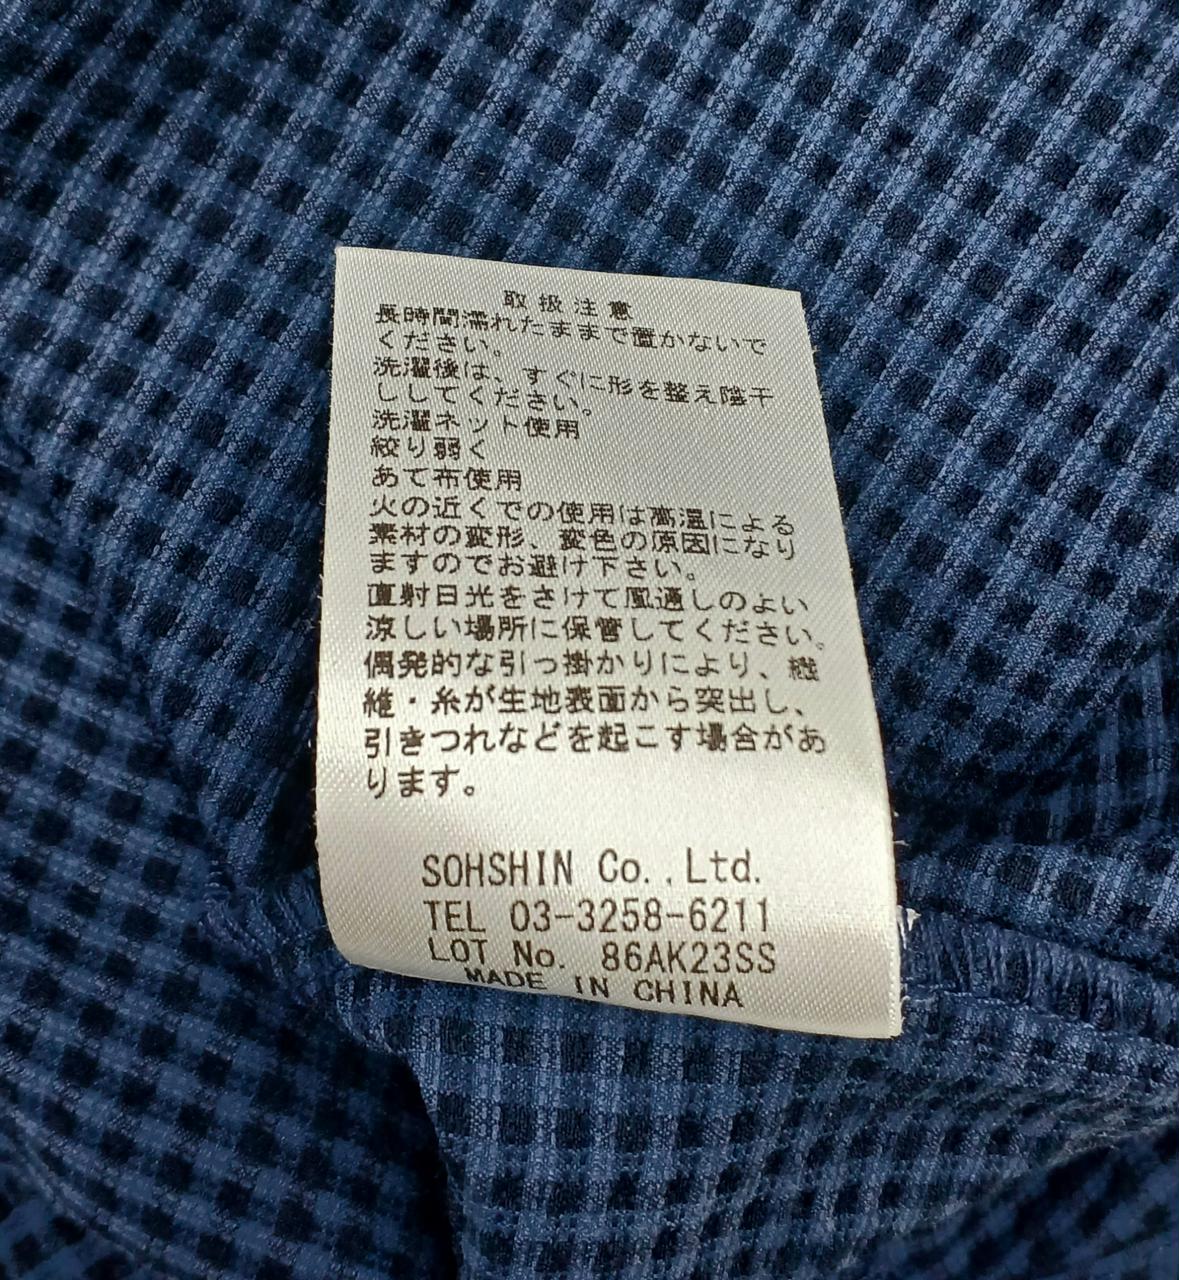 取扱注意
長時間濡れたままで置かないで
ください。
洗濯後は、すぐに形を整え陰干
ししてください。
洗濯ネット使用
絞り弱く
あて布使用
火の近くでの使用は高温による
素材の変形、変色の原因になり
ますのでお避け下さい。
直射日光をさけて風通しのよい
涼しい場所に保管してください。
偶発的な引っ掛かりにより、繊
維・糸が生地表面から突出し、
引きつれなどを起こす場合があ
ります。
SOHSHIN Co.,Ltd.
TEL 03-3258-6211
LOT No. 86AK23SS
MADE IN CHINA